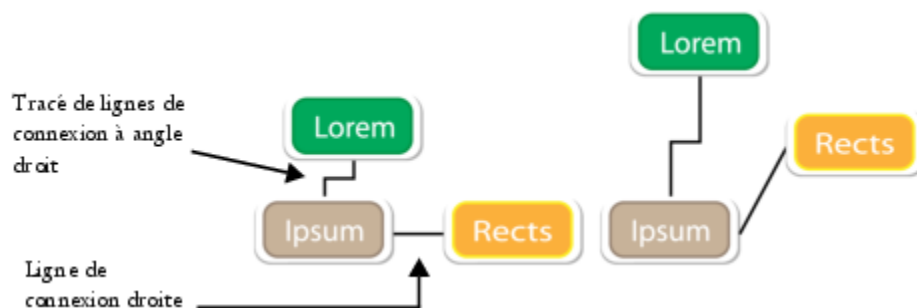 Lorem
Tracé de lignes de
connexion à angle
droit
Lorem
Rects
Ipsum
Rects
Ipsum
Ligne de
connexion droite